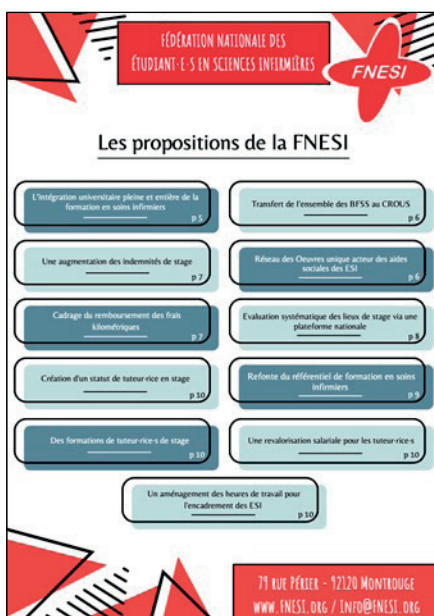 FÉDÉRATION NATIONALE DES
ÉTUDIANT·E·S EN SCIENCES INFIRMIÈRES
FNESI
Les propositions de la FNESI
L'intégration universitaire pleine et entière de la
formation en soins infirmiers
p 5
Transfert de l'ensemble des BFSS au CROUS
p 6
Une augmentation des indemnités de stage
p 7
Réseau des Oeuvres unique acteur des aides
sociales des ESI
p 6
Cadrage du remboursement des frais
kilométriques
p 7
Evaluation systématique des lieux de stage via une
plateforme nationale
p 8
Création d'un statut de tuteur·rice en stage
p 10
Refonte du référentiel de formation en soins
infirmiers
p 9
Des formations de tuteur·rice·s de stage
p 10
Une revalorisation salariale pour les tuteur·rice·s
p 10
Un aménagement des heures de travail pour
l'encadrement des ESI
p 10
79 RUE PÉRIER - 92120 MONTROUGE
WWW.FNESI.ORG / INFO@FNESI.ORG